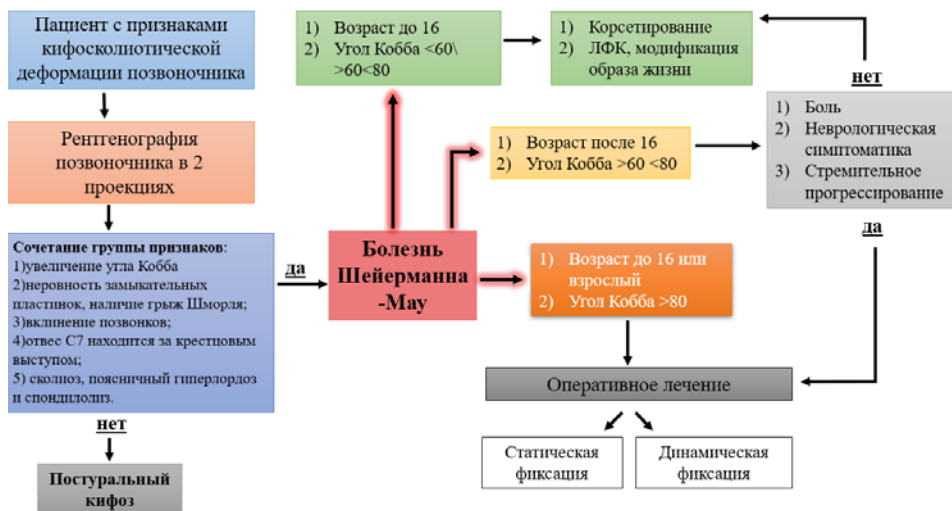 Пациент с признаками
кифосколиотической
деформации позвоночника
Рентгенография
позвоночника в 2
проекциях
Сочетание группы признаков:
1)увеличение угла Кобба
2)неровность замыкательных
пластинок, наличие грыж Шморля;
3)вклинение позвонков;
4)отвес С7 находится за крестцовым
выступом;
5) сколиоз, поясничный гиперлордоз
и спондилолиз.
нет
Постуральный
кифоз
да
Болезнь
Шейерманна
-Мау
1) Возраст до 16
2) Угол Кобба <60\
>60<80
1) Корсетирование
2) ЛФК, модификация
образа жизни
1) Возраст после 16
2) Угол Кобба >60 <80
нет
1) Боль
2) Неврологическая
симптоматика
3) Стремительное
прогрессирование
да
1) Возраст до 16 или
взрослый
2) Угол Кобба >80
Оперативное лечение
Статическая
фиксация
Динамическая
фиксация